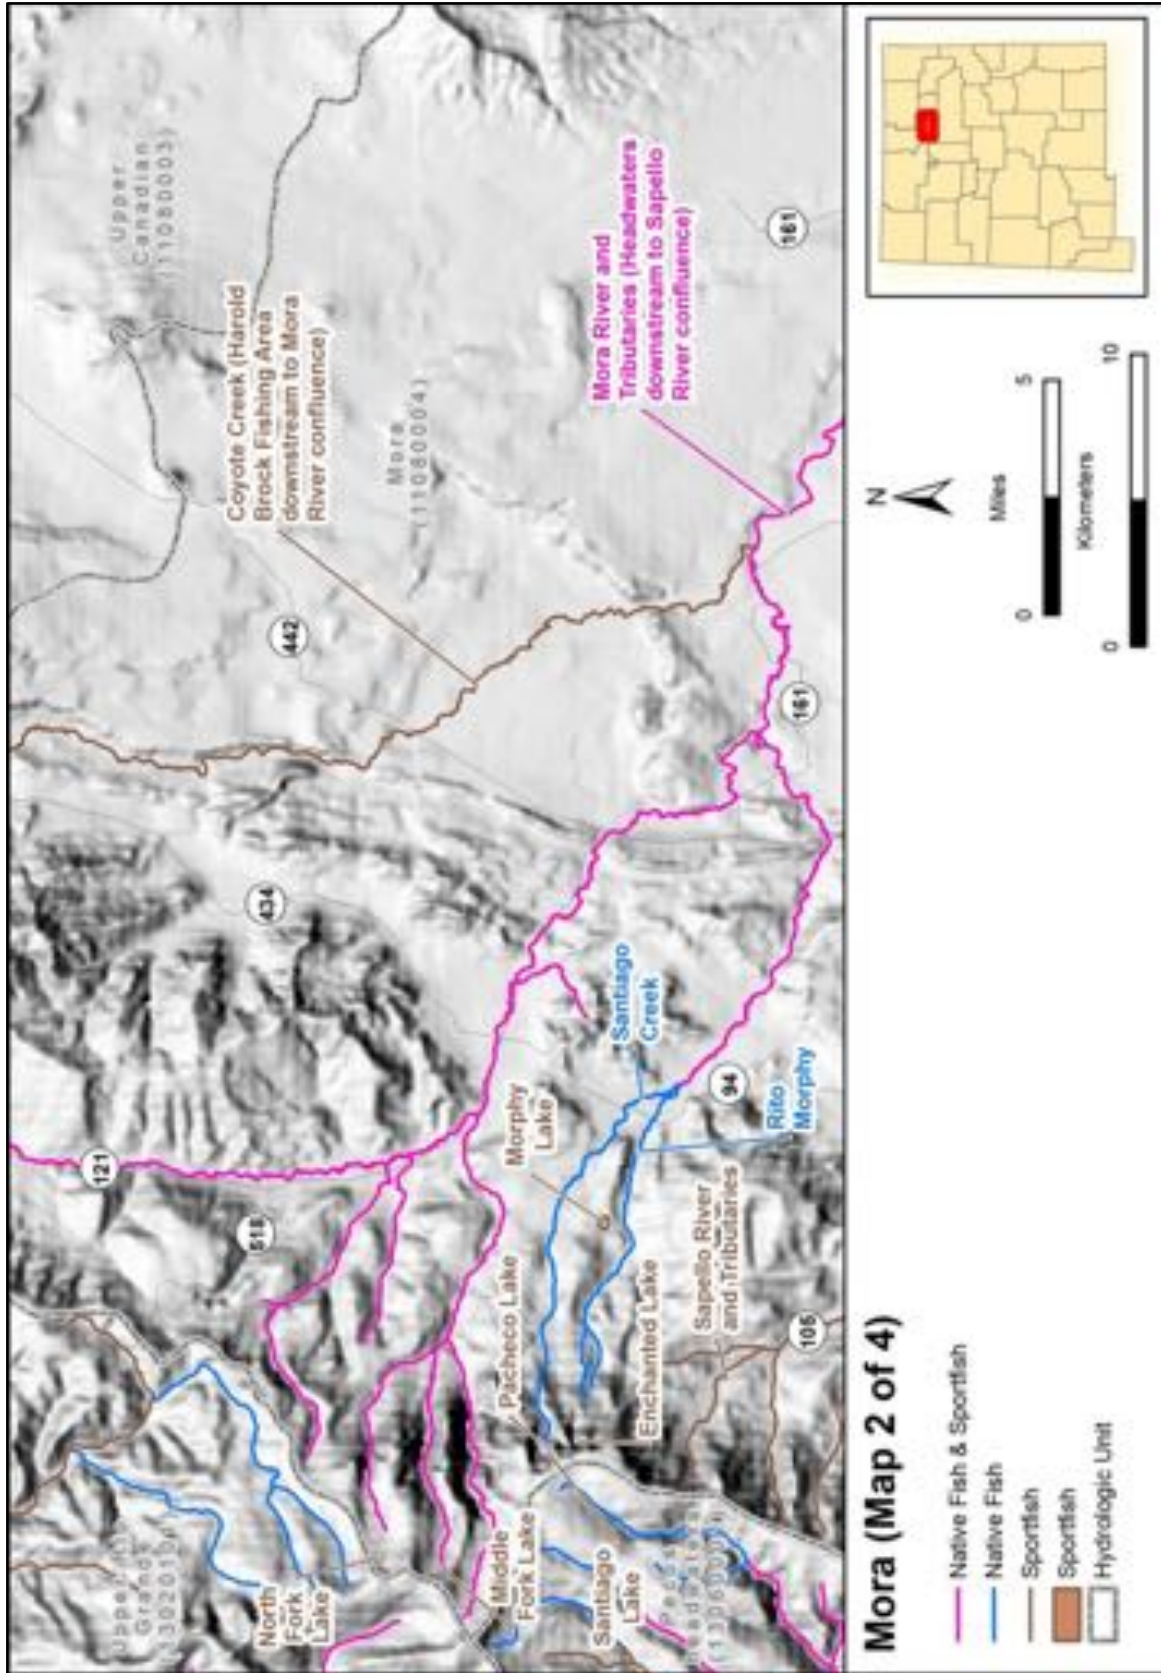 Upper
Canadian
(11080003)
Coyote Creek (Harold
Brock Fishing Area
downstream to Mora
River confluence)
442
Mora
(11080004)
Mora River and
Tributaries (Headwaters
downstream to Sapello
River confluence)
161
161
434
121
518
Santiago
Creek
Morphy
Lake
94
Rito
Morphy
Pacheco Lake
Enchanted Lake
Sapello River
and Tributaries
105
Upper
Grande
North
Fork
Lake
Middle
Fork Lake
Santiago
Lake
Pecos
Headwaters
Mora (Map 2 of 4)
Native Fish & Sportfish
Native Fish
Sportfish
Sportfish
Hydrologic Unit
N
Miles
0
5
Kilometers
0
10